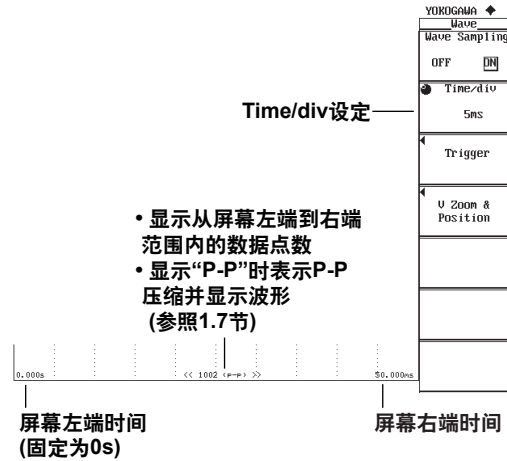 YOKOGAWA ◆
Wave
Wave Sampling
OFF ON
Time/div
5ms
Trigger
V Zoom &
Position
Time/div设定
• 显示从屏幕左端到右端
范围内的数据点数
• 显示“P-P”时表示P-P
压缩并显示波形
(参照1.7节)
0.000s << 1002 (p-p) >> 50.000ms
屏幕左端时间
(固定为0s)
屏幕右端时间